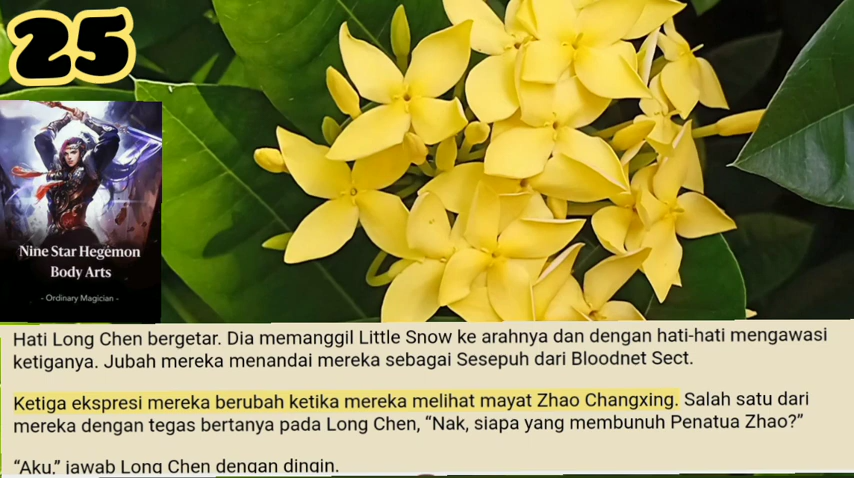 25
Nine Star Hegemon
Body Arts
- Ordinary Magician -
Hati Long Chen bergetar. Dia memanggil Little Snow ke arahnya dan dengan hati-hati mengawasi
ketiganya. Jubah mereka menandai mereka sebagai Sesepuh dari Bloodnet Sect.
Ketiga ekspresi mereka berubah ketika mereka melihat mayat Zhao Changxing. Salah satu dari
mereka dengan tegas bertanya pada Long Chen, “Nak, siapa yang membunuh Penatua Zhao?”
“Aku,” jawab Long Chen dengan dingin.